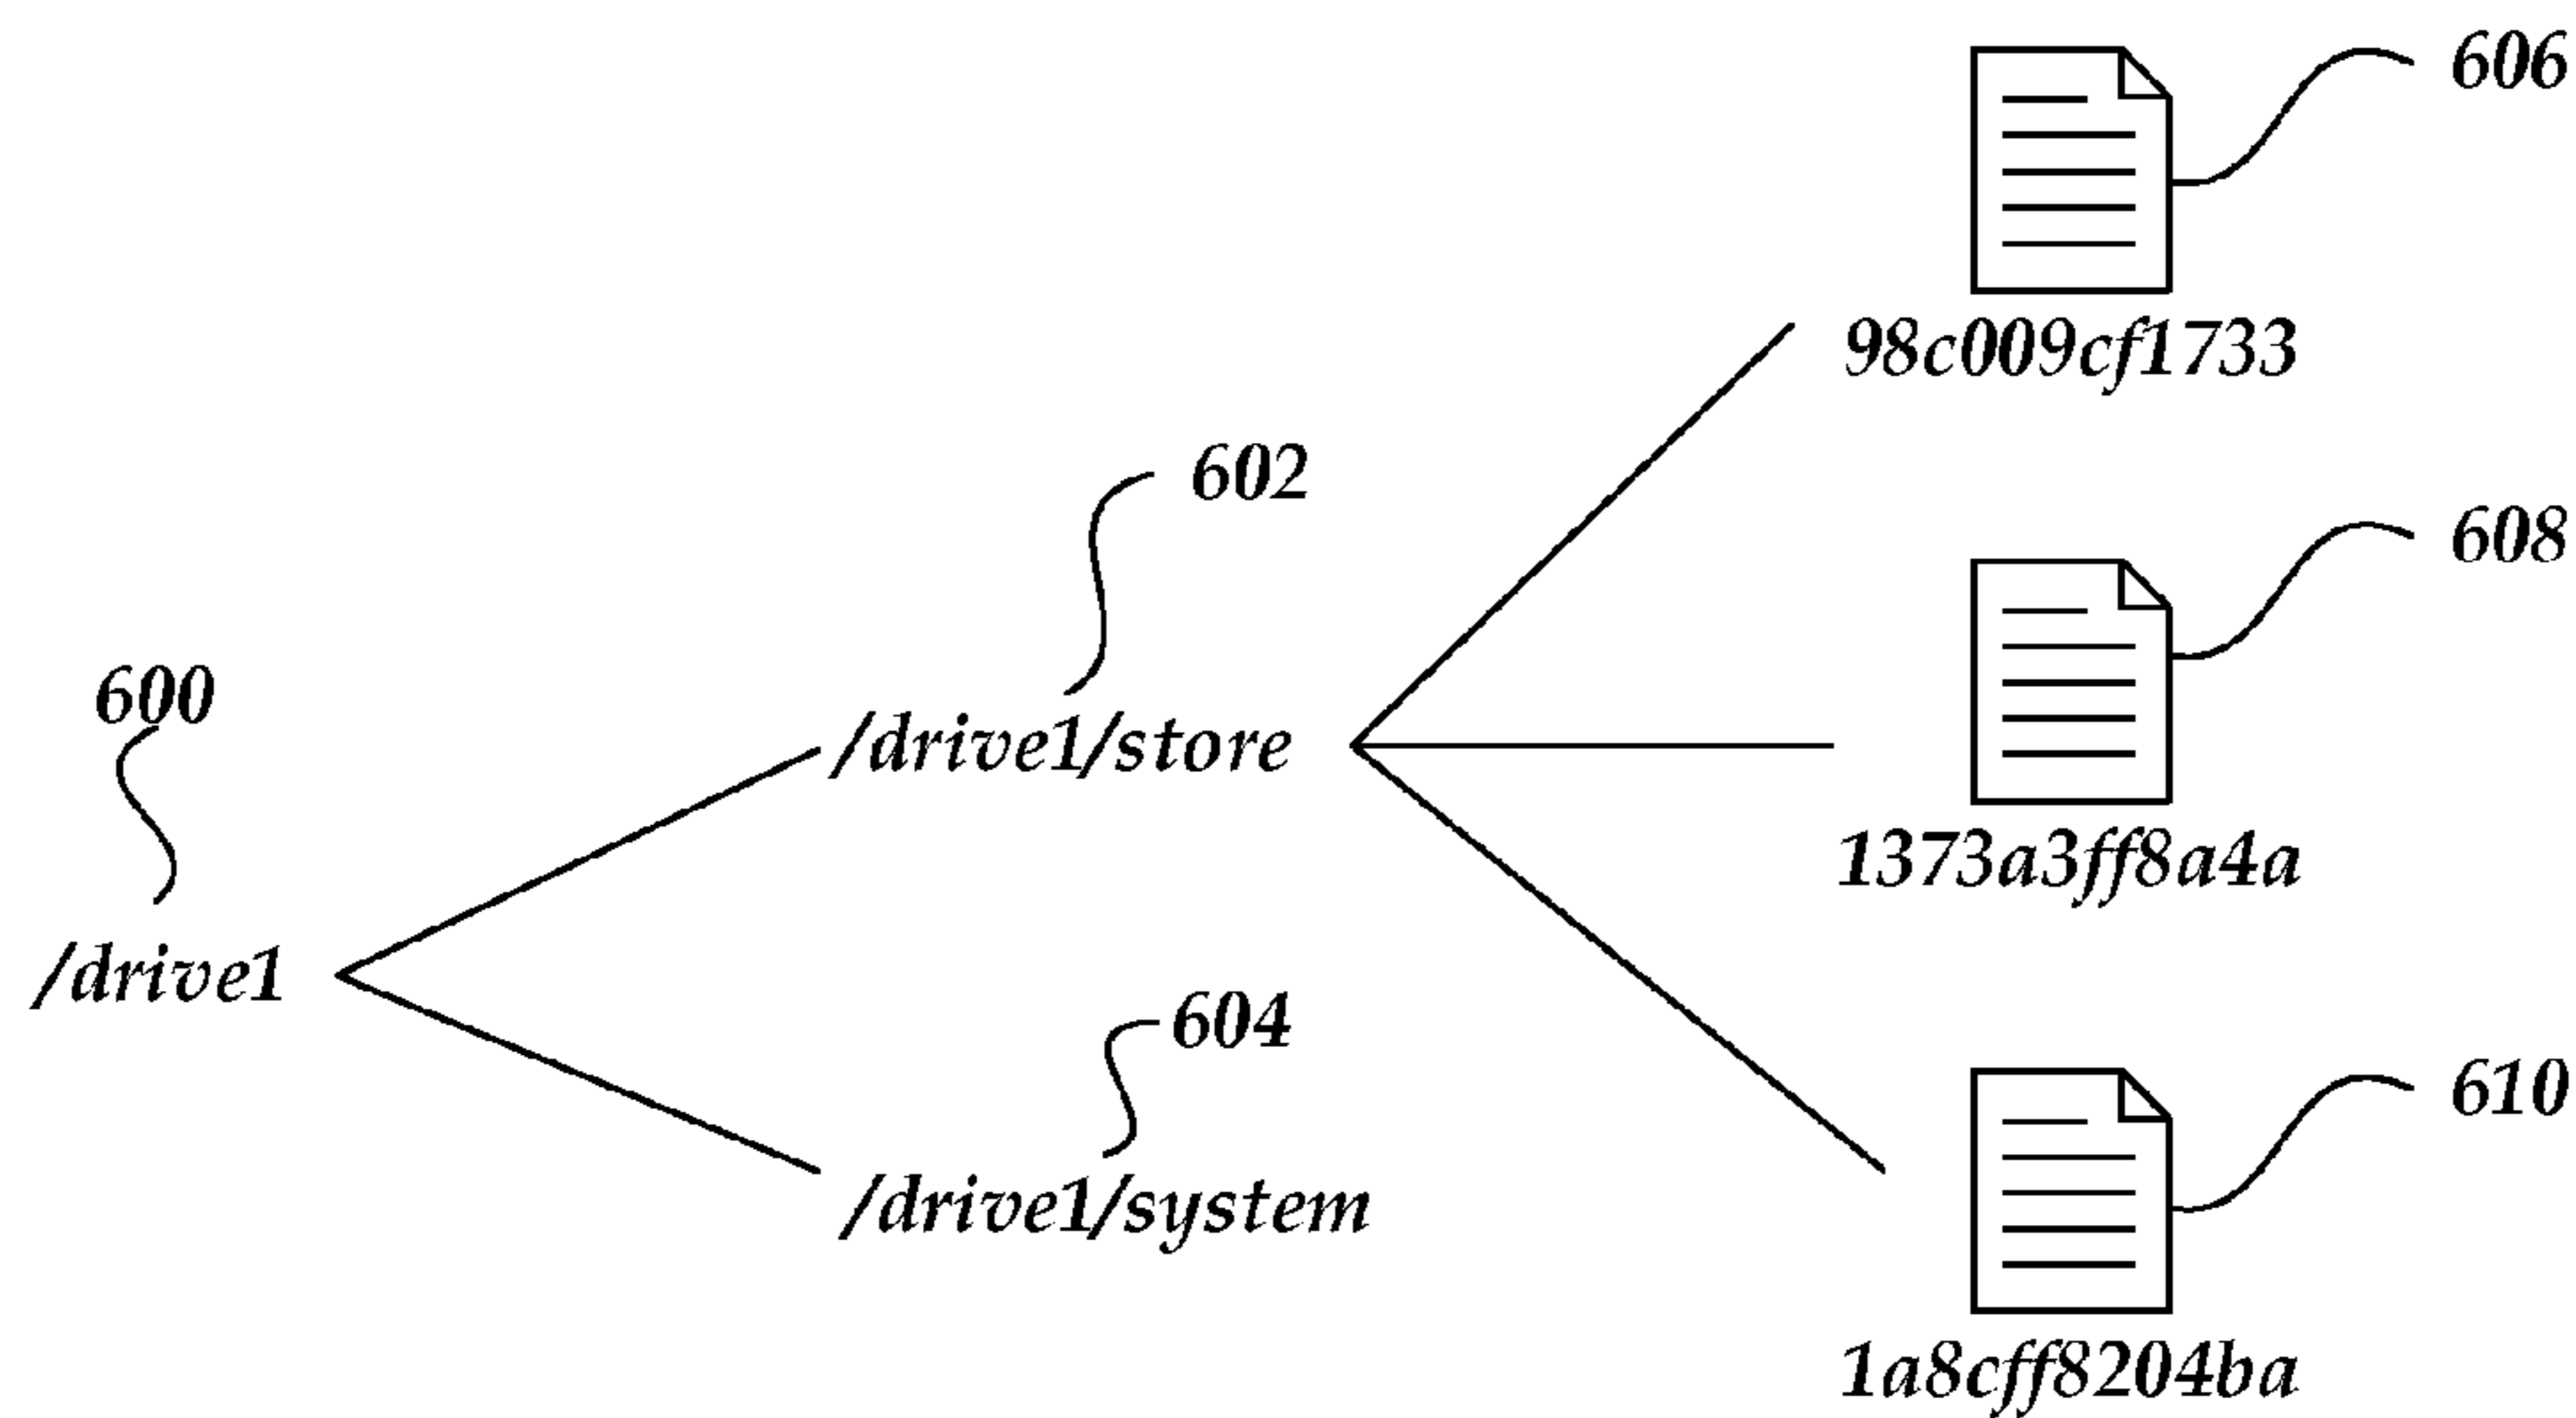 606
98c009cf1733
602
608
600
/drive1/store
1373a3ff8a4a
/drive1
604
610
/drive1/system
1a8cff8204ba